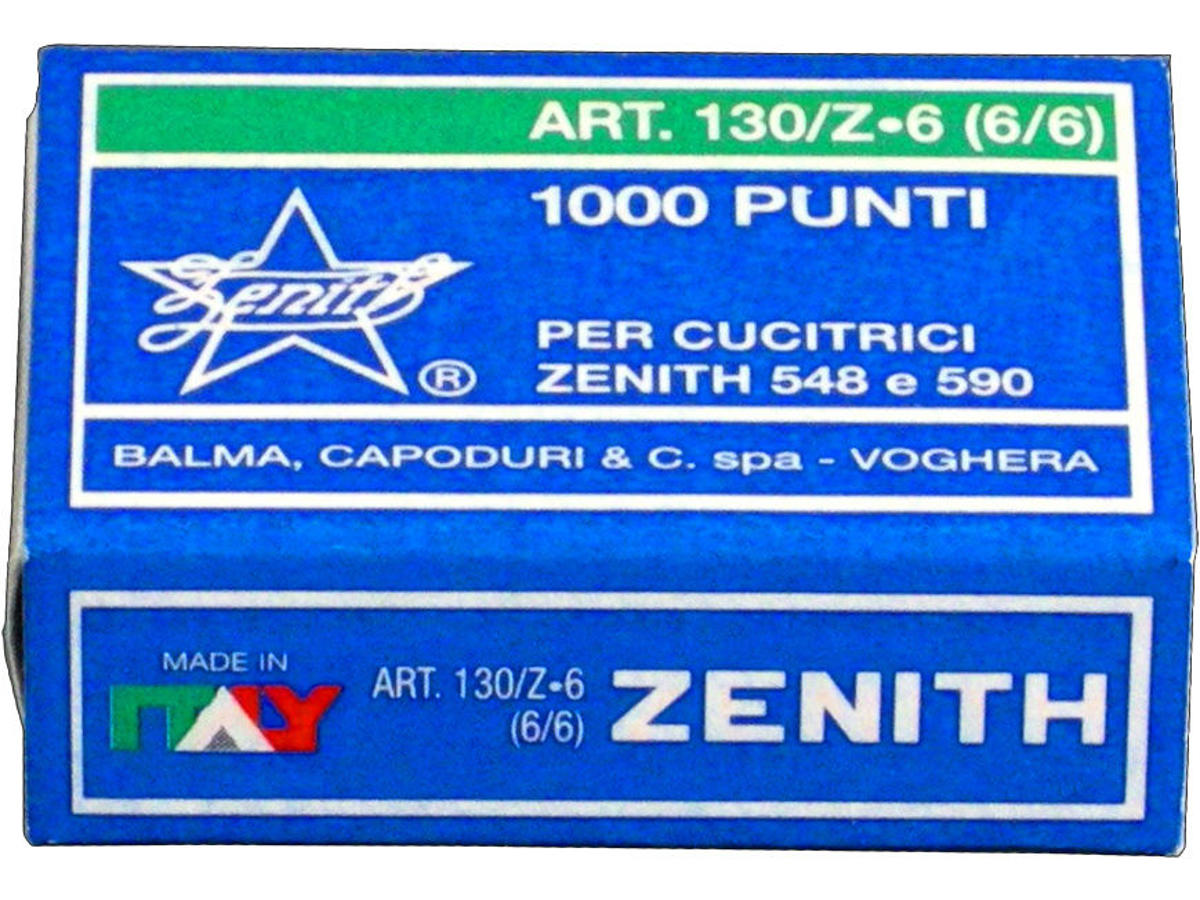 ART. 130/Z•6 (6/6)
1000 PUNTI
Zenith
®
PER CUCITRICI
ZENITH 548 e 590
BALMA, CAPODURI & C. spa - VOGHERA
MADE IN
ITALY
ART. 130/Z•6
(6/6)
ZENITH